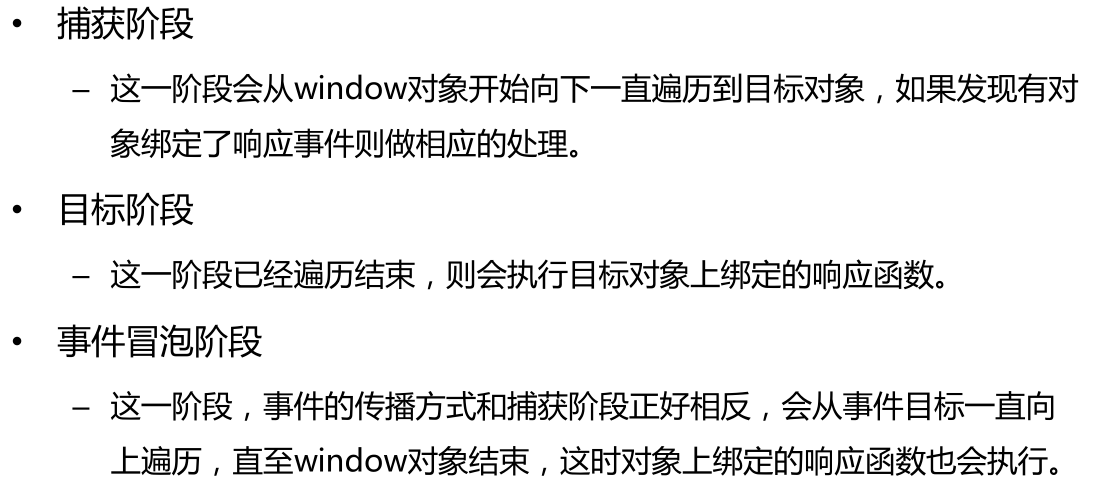 • 捕获阶段
– 这一阶段会从window对象开始向下一直遍历到目标对象，如果发现有对
象绑定了响应事件则做相应的处理。
• 目标阶段
– 这一阶段已经遍历结束，则会执行目标对象上绑定的响应函数。
• 事件冒泡阶段
– 这一阶段，事件的传播方式和捕获阶段正好相反，会从事件目标一直向
上遍历，直至window对象结束，这时对象上绑定的响应函数也会执行。